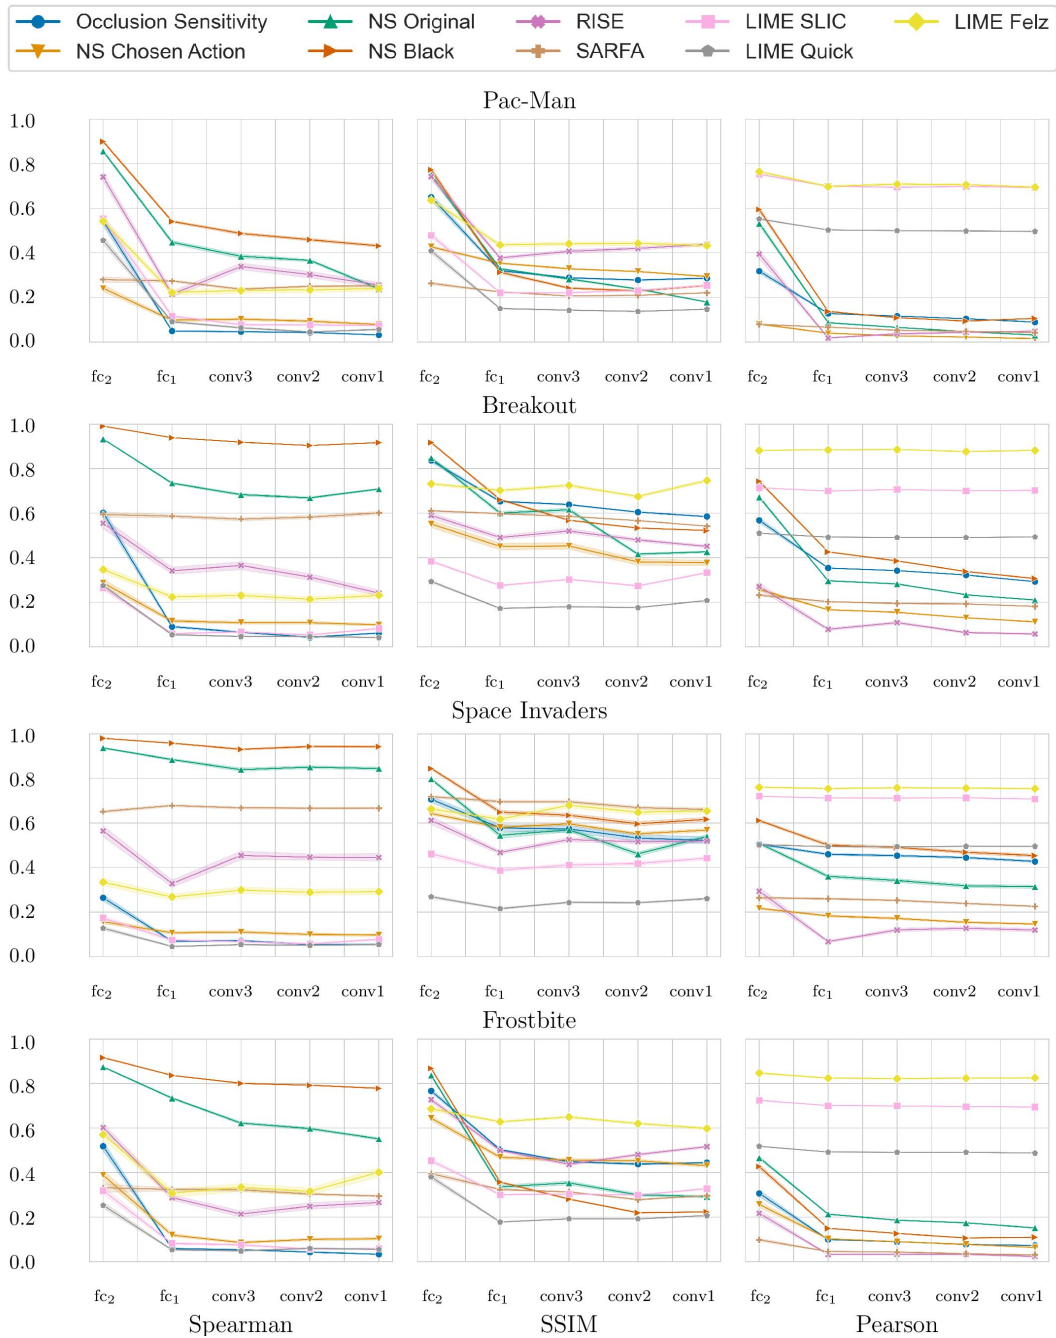 Occlusion Sensitivity NS Original RISE LIME SLIC LIME Felz
NS Chosen Action NS Black SARFA LIME Quick
Pac-Man
1.0
0.8
0.6
0.4
0.2
0.0
fc₂ fc₁ conv3 conv2 conv1 fc₂ fc₁ conv3 conv2 conv1 fc₂ fc₁ conv3 conv2 conv1
Breakout
1.0
0.8
0.6
0.4
0.2
0.0
fc₂ fc₁ conv3 conv2 conv1 fc₂ fc₁ conv3 conv2 conv1 fc₂ fc₁ conv3 conv2 conv1
Space Invaders
1.0
0.8
0.6
0.4
0.2
0.0
fc₂ fc₁ conv3 conv2 conv1 fc₂ fc₁ conv3 conv2 conv1 fc₂ fc₁ conv3 conv2 conv1
Frostbite
1.0
0.8
0.6
0.4
0.2
0.0
fc₂ fc₁ conv3 conv2 conv1 fc₂ fc₁ conv3 conv2 conv1 fc₂ fc₁ conv3 conv2 conv1
Spearman SSIM Pearson